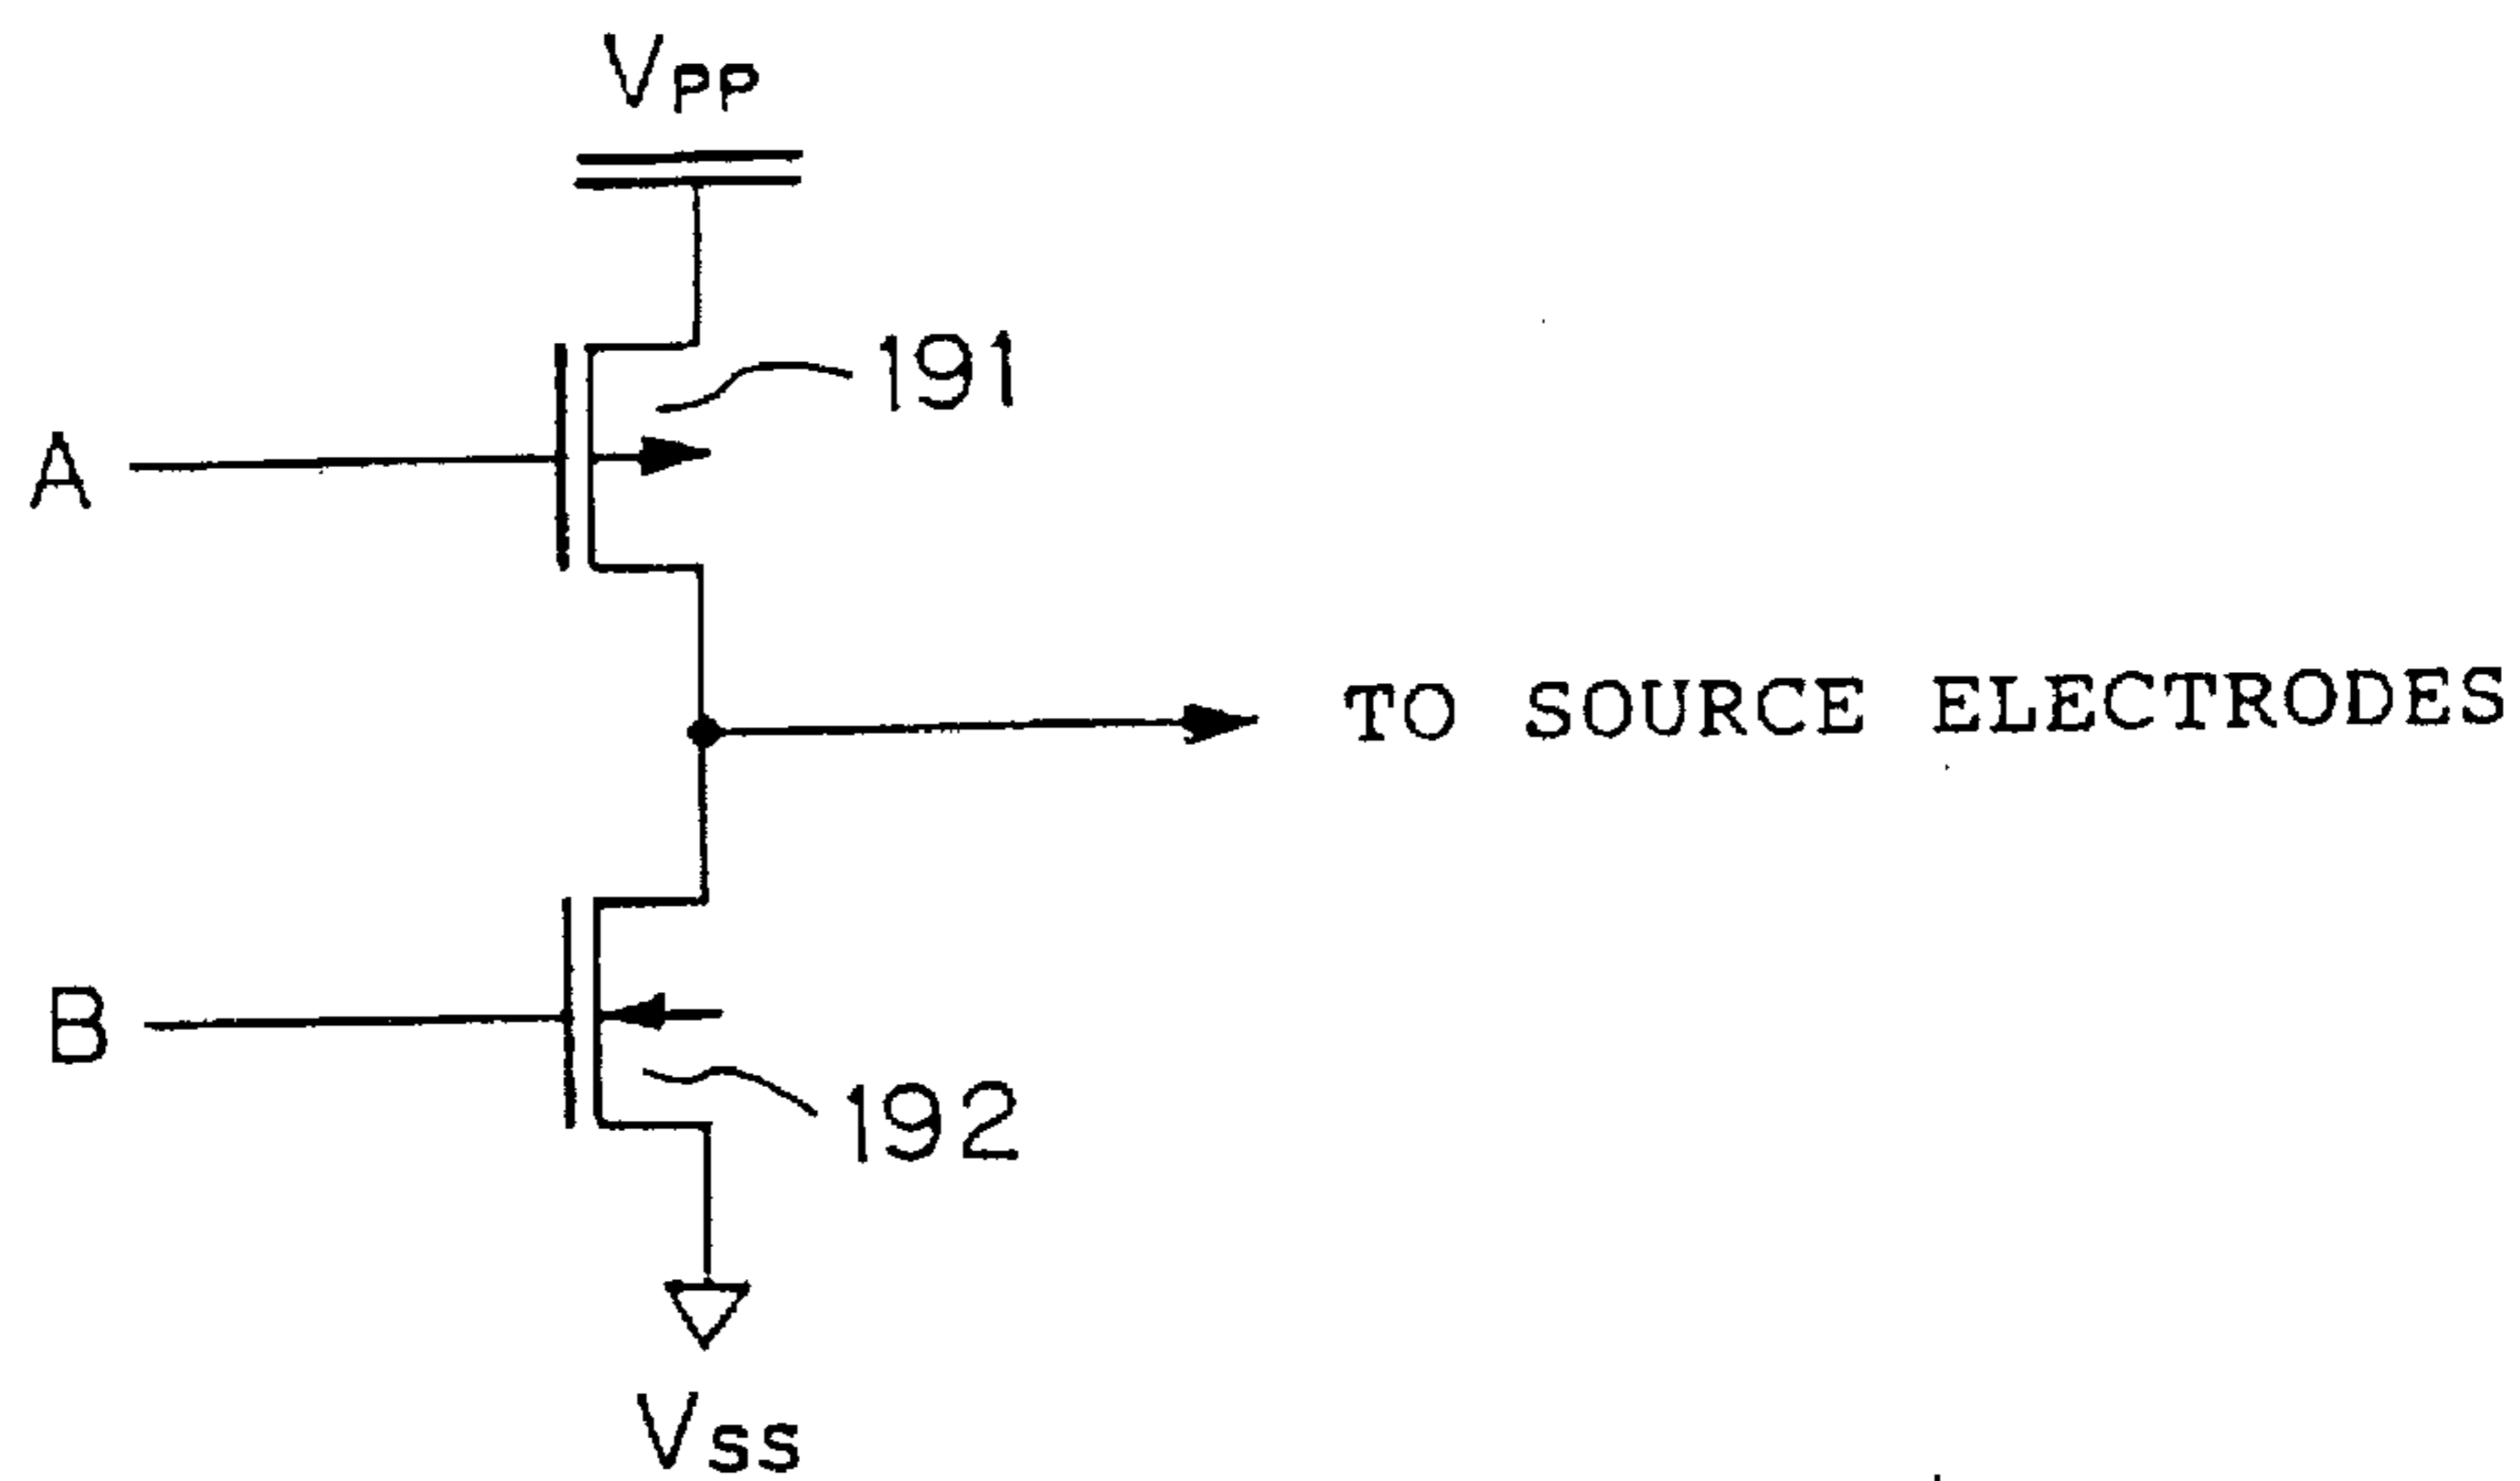 VPP
191
A
TO SOURCE ELECTRODES
B
192
VSS